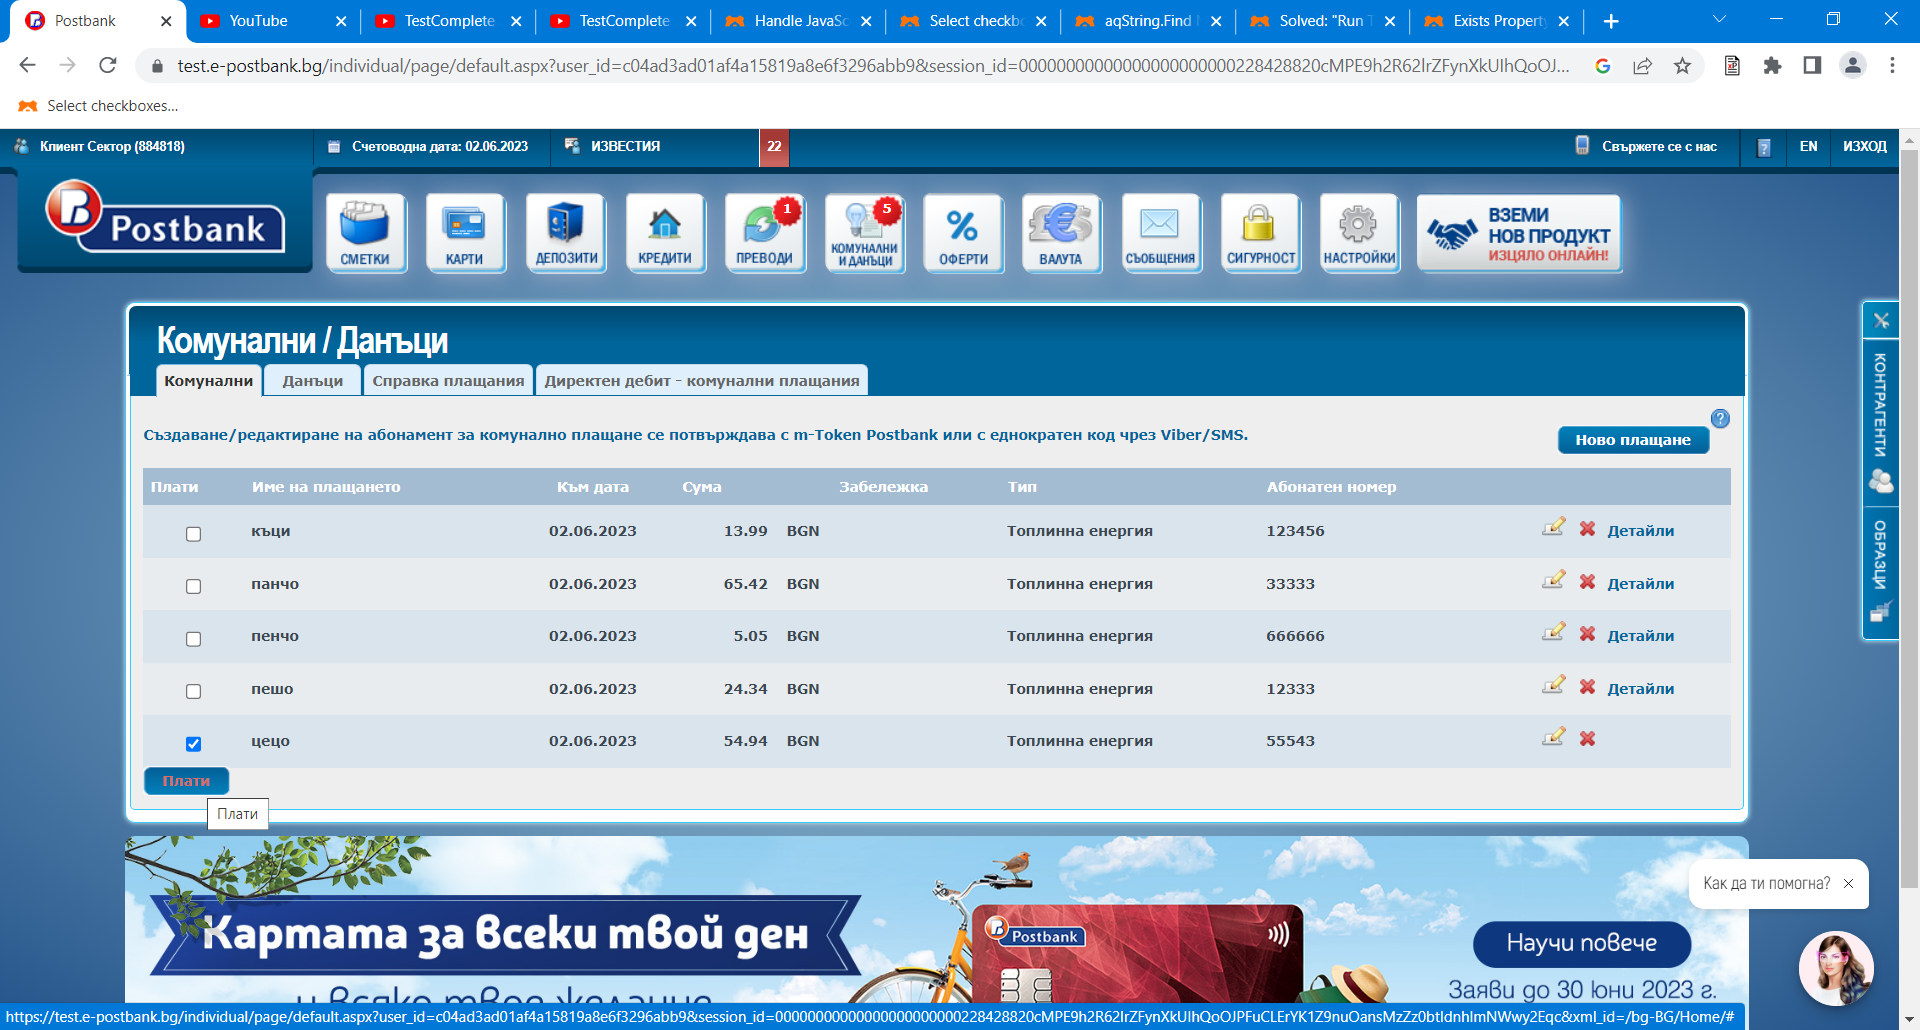 Postbank
YouTube
TestComplete
TestComplete
Handle JavaSc
Select checkbo
aqString.Find
Solved: "Run T
Exists Property
test.e-postbank.bg/individual/page/default.aspx?user_id=c04ad3ad01af4a15819a8e6f3296abb9&session_id=0000000000000000000000228428820cMPE9h2R62IrZFynXkUIhQoOJ...
Select checkboxes...
Клиент Сектор (884818)
Счетоводна дата: 02.06.2023
ИЗВЕСТИЯ
22
Свържете се с нас
EN
ИЗХОД
Postbank
СМЕТКИ
КАРТИ
ДЕПОЗИТИ
КРЕДИТИ
1
ПРЕВОДИ
5
КОМУНАЛНИ
И ДАНЪЦИ
ОФЕРТИ
ВАЛУТА
СЪОБЩЕНИЯ
СИГУРНОСТ
НАСТРОЙКИ
ВЗЕМИ
НОВ ПРОДУКТ
ИЗЦЯЛО ОНЛАЙН!
Комунални / Данъци
Комунални
Данъци
Справка плащания
Директен дебит - комунални плащания
Създаване/редактиране на абонамент за комунално плащане се потвърждава с m-Token Postbank или с еднократен код чрез Viber/SMS.
Ново плащане
Плати Име на плащането Към дата Сума Забележка Тип Абонатен номер
къци 02.06.2023 13.99 BGN Топлинна енергия 123456 Детайли
панчо 02.06.2023 65.42 BGN Топлинна енергия 33333 Детайли
пенчо 02.06.2023 5.05 BGN Топлинна енергия 666666 Детайли
пешо 02.06.2023 24.34 BGN Топлинна енергия 12333 Детайли
цецо 02.06.2023 54.94 BGN Топлинна енергия 55543
Плати
Плати
КОНТРАГЕНТИ
ОБРАЗЦИ
Картата за всеки твой ден
и всяко твое желание
Postbank
Научи повече
Заяви до 30 юни 2023 г.
Как да ти помогна?
https://test.e-postbank.bg/individual/page/default.aspx?user_id=c04ad3ad01af4a15819a8e6f3296abb9&session_id=0000000000000000000000228428820cMPE9h2R62IrZFynXkUIhQoOJPFuCLErYK1Z9nuOansMzZz0btldnhlmNWwy2Eqc&xml_id=/bg-BG/Home/#